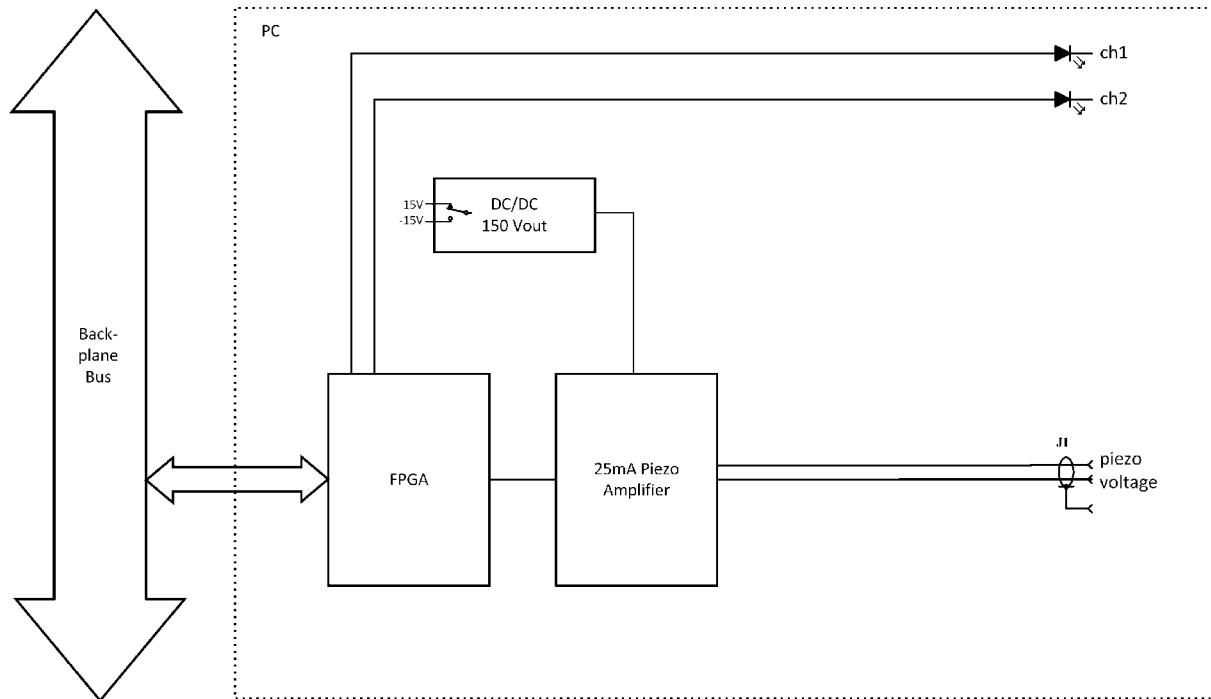 PC
ch1
ch2
15V
-15V
DC/DC
150 Vout
Back-
plane
Bus
FPGA
25mA Piezo
Amplifier
J1
piezo
voltage